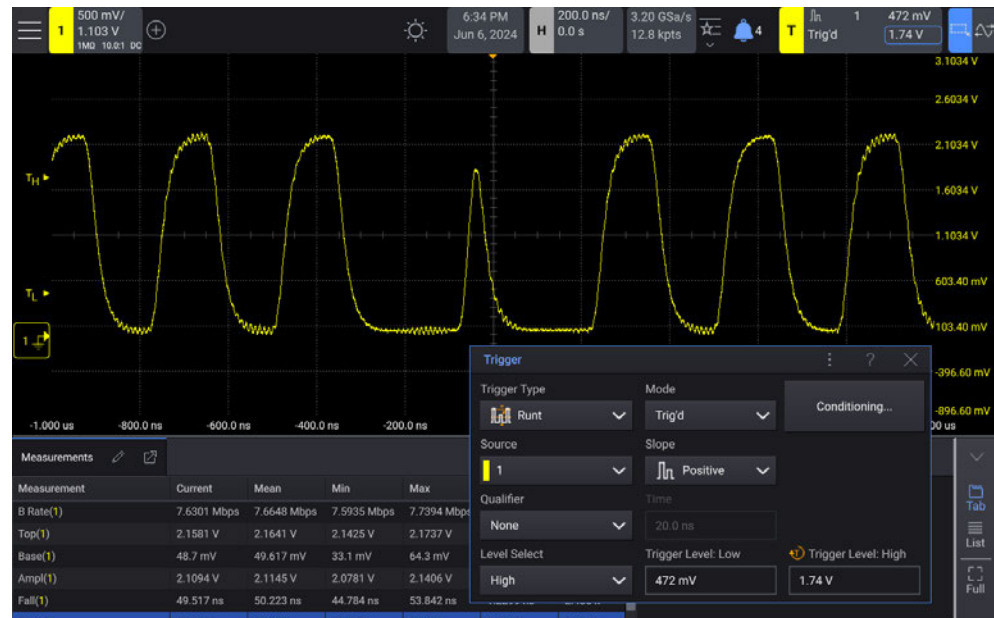 1 500 mV/ 1.103 V 1MΩ 10.0:1 DC
6:34 PM
Jun 6, 2024
H 200.0 ns/ 0.0 s
3.20 GSa/s
12.8 kpts
4
T 1 472 mV
Trig'd 1.74 V
3.1034 V
2.6034 V
2.1034 V
TH
1.6034 V
1.1034 V
TL
603.40 mV
103.40 mV
1
-396.60 mV
-896.60 mV
-1.000 us -800.0 ns -600.0 ns -400.0 ns -200.0 ns 00 us
Trigger ?
Trigger Type Mode
Runt Trig'd Conditioning...
Source Slope
1 Positive
Qualifier Time
None 20.0 ns
Level Select Trigger Level: Low Trigger Level: High
High 472 mV 1.74 V
Measurements
Measurement Current Mean Min Max
B Rate(1) 7.6301 Mbps 7.6648 Mbps 7.5935 Mbps 7.7394 Mbps
Top(1) 2.1581 V 2.1641 V 2.1425 V 2.1737 V
Base(1) 48.7 mV 49.617 mV 33.1 mV 64.3 mV
Ampl(1) 2.1094 V 2.1145 V 2.0781 V 2.1406 V
Fall(1) 49.517 ns 50.223 ns 44.784 ns 53.842 ns
Tab
List
Full